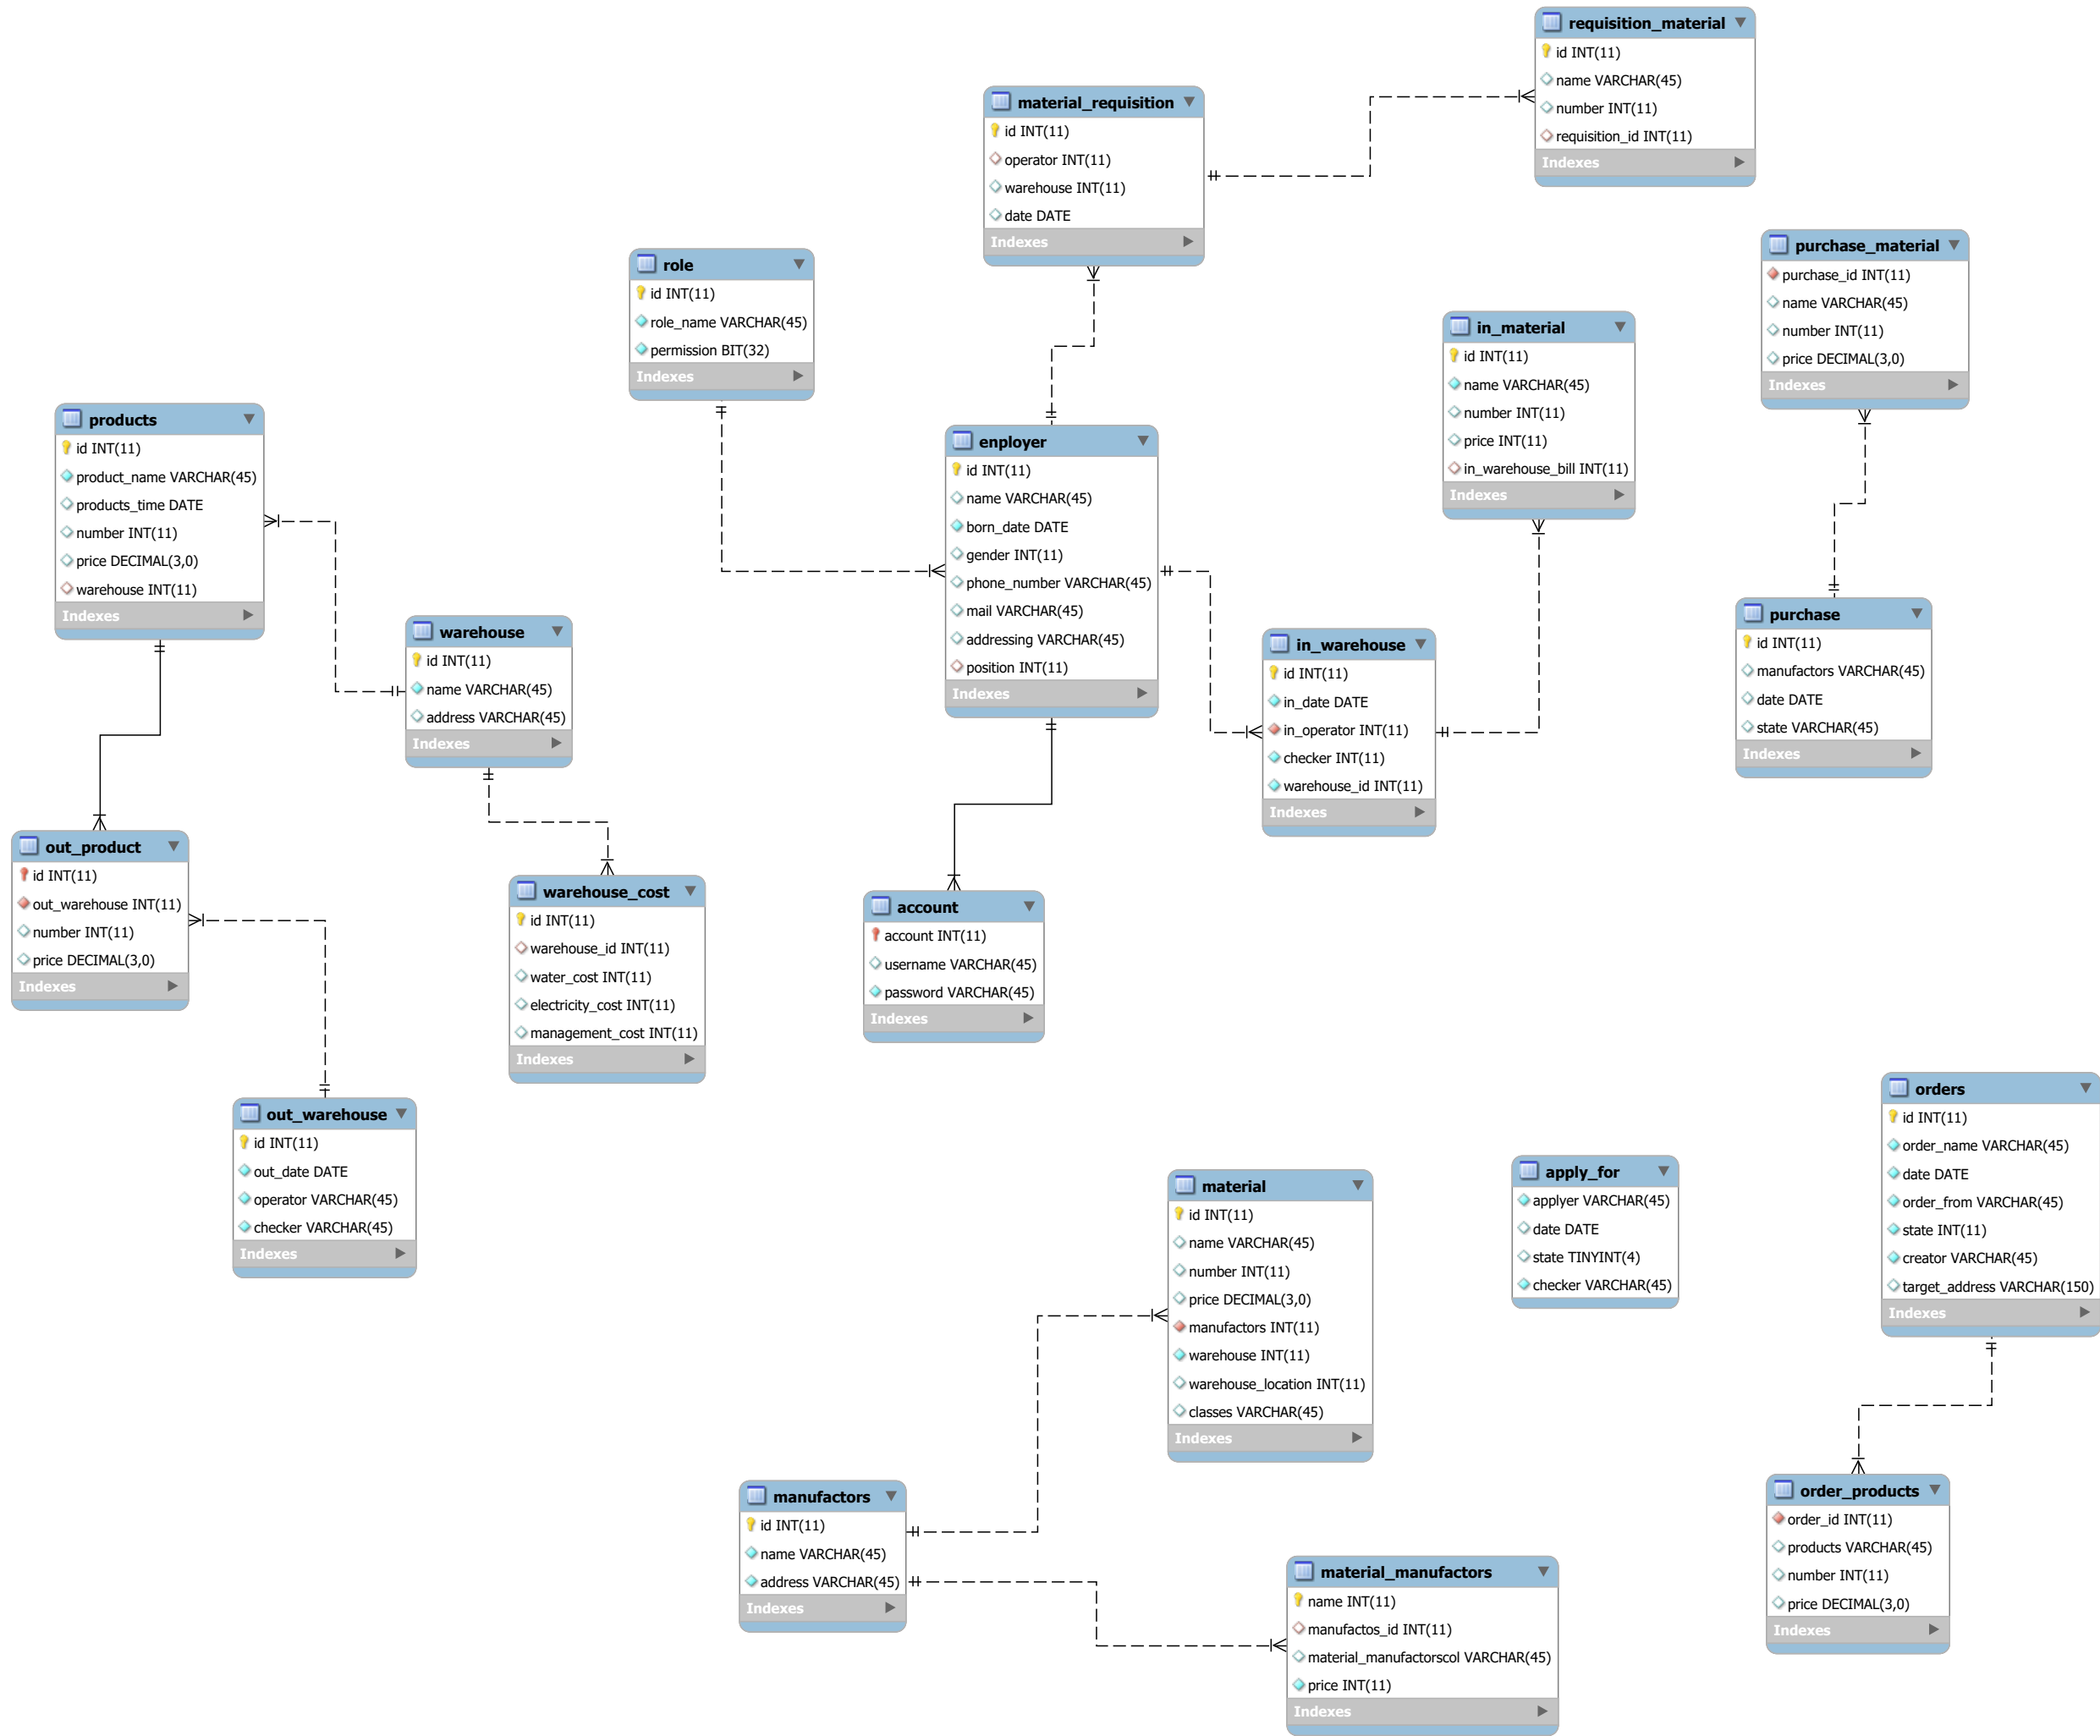 requisition_material
id INT(11)
name VARCHAR(45)
number INT(11)
requisition_id INT(11)
Indexes
material_requisition
id INT(11)
operator INT(11)
warehouse INT(11)
date DATE
Indexes
purchase_material
purchase_id INT(11)
name VARCHAR(45)
number INT(11)
price DECIMAL(3,0)
Indexes
role
id INT(11)
role_name VARCHAR(45)
permission BIT(32)
Indexes
in_material
id INT(11)
name VARCHAR(45)
number INT(11)
price INT(11)
in_warehouse_bill INT(11)
Indexes
products
id INT(11)
product_name VARCHAR(45)
products_time DATE
number INT(11)
price DECIMAL(3,0)
warehouse INT(11)
Indexes
enployer
id INT(11)
name VARCHAR(45)
born_date DATE
gender INT(11)
phone_number VARCHAR(45)
mail VARCHAR(45)
addressing VARCHAR(45)
position INT(11)
Indexes
purchase
id INT(11)
manufactors VARCHAR(45)
date DATE
state VARCHAR(45)
Indexes
warehouse
id INT(11)
name VARCHAR(45)
address VARCHAR(45)
Indexes
in_warehouse
id INT(11)
in_date DATE
in_operator INT(11)
checker INT(11)
warehouse_id INT(11)
Indexes
out_product
id INT(11)
out_warehouse INT(11)
number INT(11)
price DECIMAL(3,0)
Indexes
warehouse_cost
id INT(11)
warehouse_id INT(11)
water_cost INT(11)
electricity_cost INT(11)
management_cost INT(11)
Indexes
account
account INT(11)
username VARCHAR(45)
password VARCHAR(45)
Indexes
out_warehouse
id INT(11)
out_date DATE
operator VARCHAR(45)
checker VARCHAR(45)
Indexes
orders
id INT(11)
order_name VARCHAR(45)
date DATE
order_from VARCHAR(45)
state INT(11)
creator VARCHAR(45)
target_address VARCHAR(150)
Indexes
material
id INT(11)
name VARCHAR(45)
number INT(11)
price DECIMAL(3,0)
manufactors INT(11)
warehouse INT(11)
warehouse_location INT(11)
classes VARCHAR(45)
Indexes
apply_for
applyer VARCHAR(45)
date DATE
state TINYINT(4)
checker VARCHAR(45)
manufactors
id INT(11)
name VARCHAR(45)
address VARCHAR(45)
Indexes
order_products
order_id INT(11)
products VARCHAR(45)
number INT(11)
price DECIMAL(3,0)
Indexes
material_manufactors
name INT(11)
manufactos_id INT(11)
material_manufactorscol VARCHAR(45)
price INT(11)
Indexes